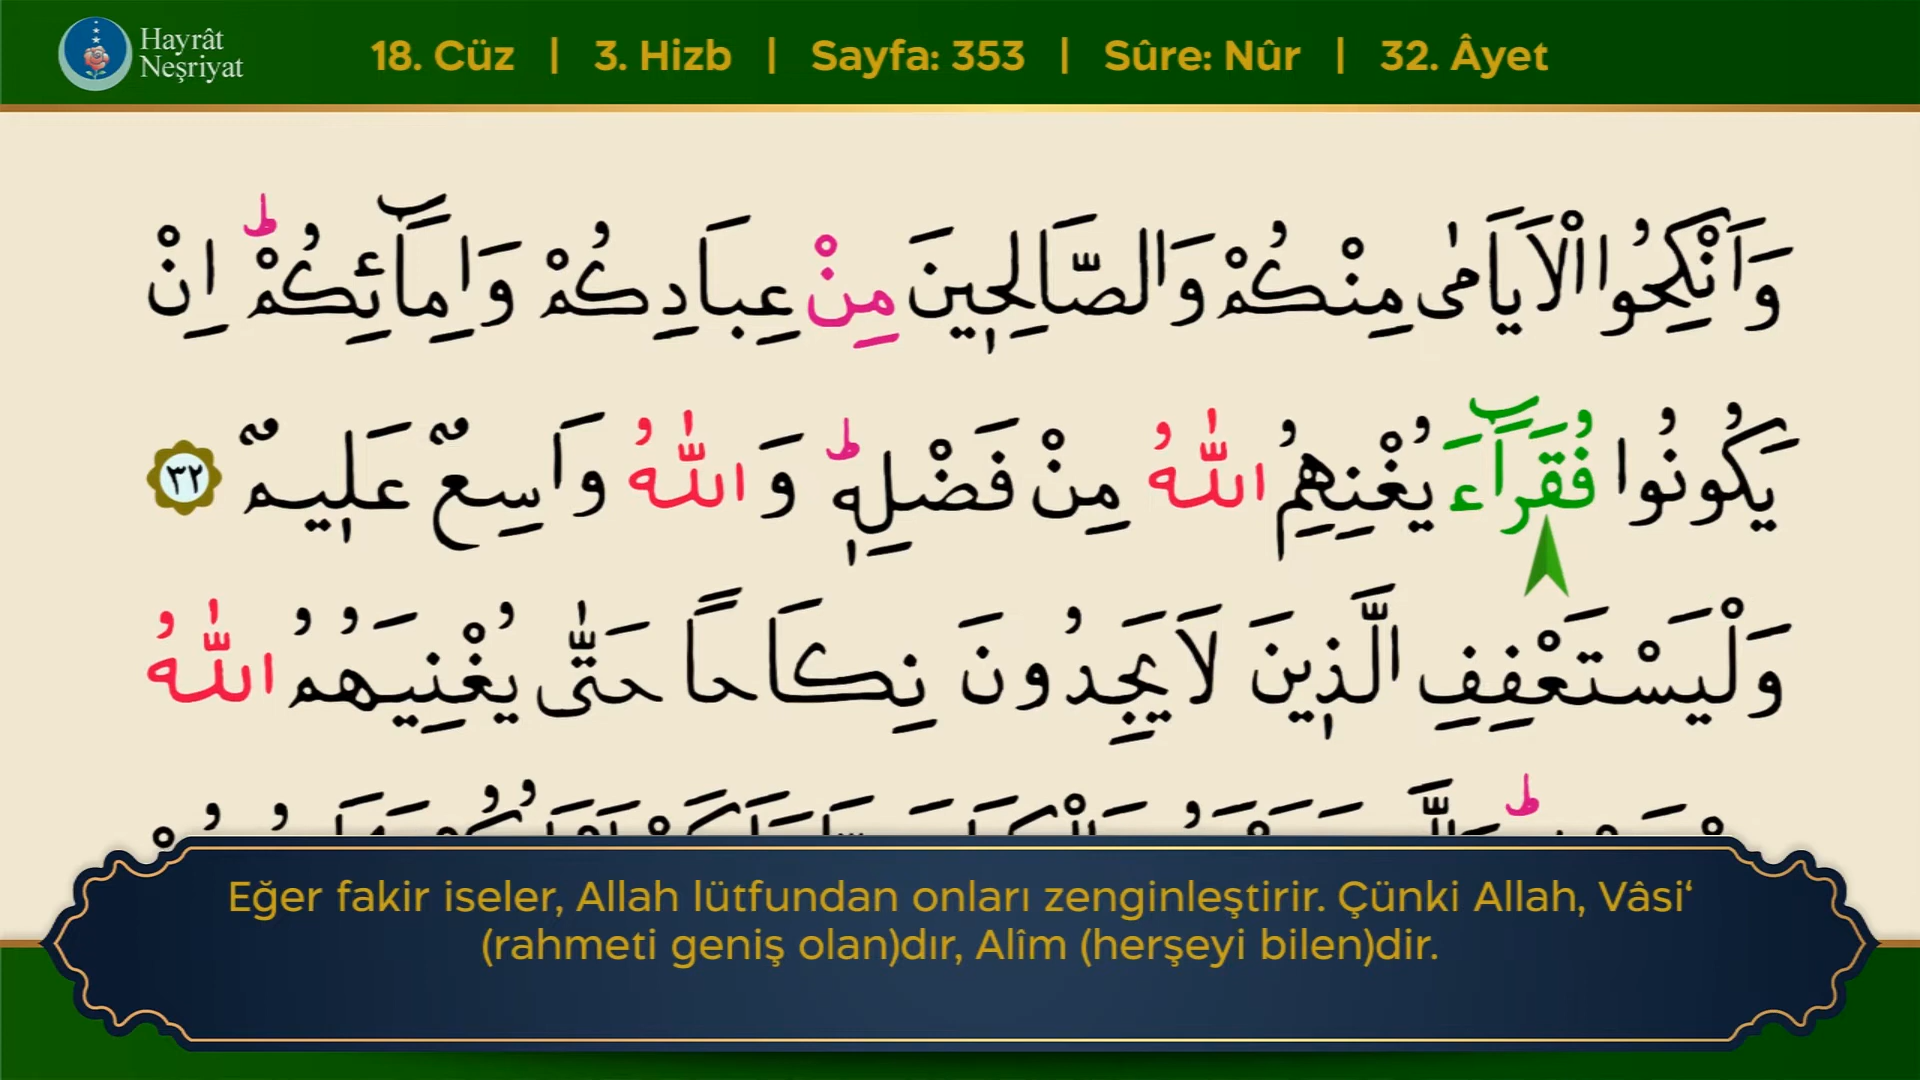 Hayrât
Neşriyat
18. Cüz | 3. Hizb | Sayfa: 353 | Sûre: Nûr | 32. Âyet
وَاَنْكِحُوا الْاَيَامٰى مِنْكُمْ وَالصَّالِحٖينَ مِنْ عِبَادِكُمْ وَاِمَٓائِكُمْؕ اِنْ
يَكُونُوا فُقَرَٓاءَ يُغْنِهِمُ اللّٰهُ مِنْ فَضْلِهٖؕ وَاللّٰهُ وَاسِعٌ عَلٖيمٌ ﴿٣٢﴾
وَلْيَسْتَعْفِفِ الَّذٖينَ لَا يَجِدُونَ نِكَاحاً حَتّٰى يُغْنِيَهُمُ اللّٰهُ
Eğer fakir iseler, Allah lütfundan onları zenginleştirir. Çünki Allah, Vâsi‘
(rahmeti geniş olan)dır, Alîm (herşeyi bilen)dir.